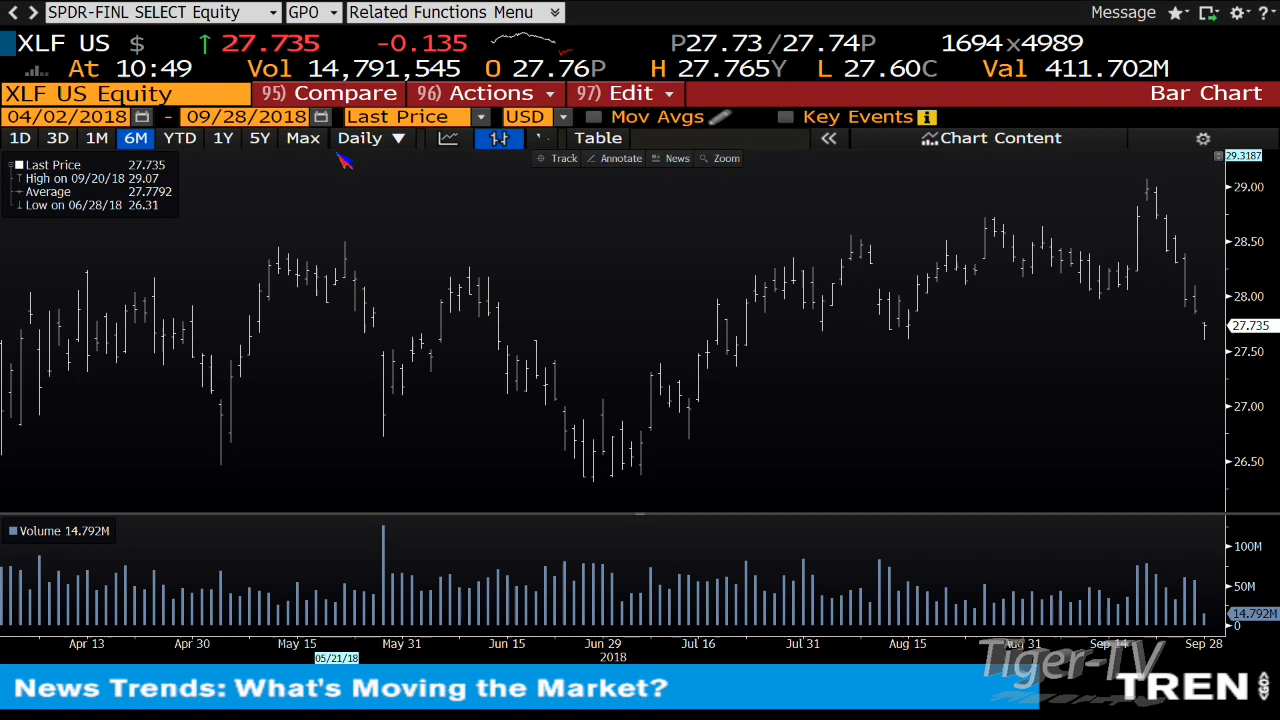 SPDR-FINL SELECT Equity GPO Related Functions Menu Message
XLF US $ ↑ 27.735 -0.135 P27.73/27.74P 1694x4989
At 10:49 Vol 14,791,545 O 27.76P H 27.765Y L 27.60C Val 411.702M
XLF US Equity 95) Compare 96) Actions 97) Edit Bar Chart
04/02/2018 - 09/28/2018 Last Price USD Mov Avgs Key Events
1D 3D 1M 6M YTD 1Y 5Y Max Daily ▼ Table « Chart Content
Track Annotate News Zoom
Last Price 27.735
High on 09/20/18 29.07
Average 27.7792
Low on 06/28/18 26.31
29.3187
29.00
28.50
28.00
27.735
27.50
27.00
26.50
Volume 14.792M
100M
50M
14.792M
0
Apr 13 Apr 30 May 15 May 31 Jun 15 Jun 29 Jul 16 Jul 31 Aug 15 Aug 31 Sep 14 Sep 28
05/21/18 2018
Tiger-TV
News Trends: What's Moving the Market?
TREN